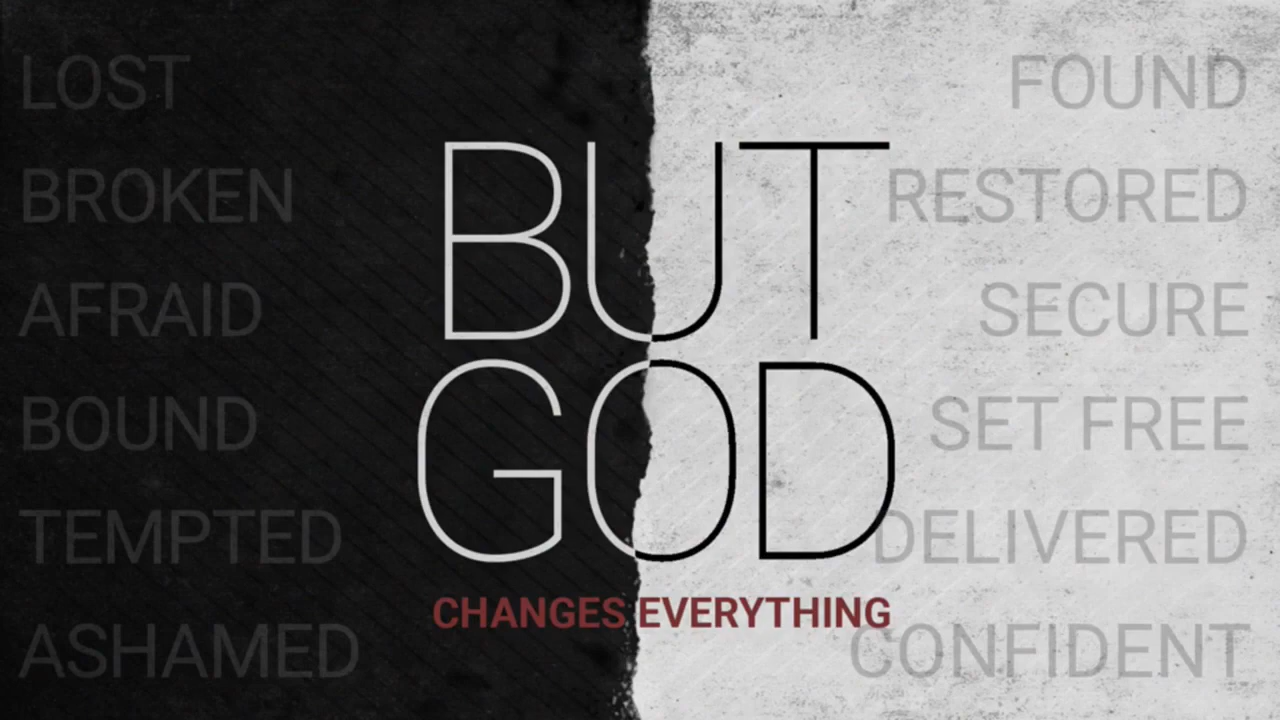 LOST
FOUND
BROKEN
RESTORED
AFRAID
SECURE
BOUND
SET FREE
TEMPTED
DELIVERED
ASHAMED
CONFIDENT
BUT
GOD
CHANGES EVERYTHING